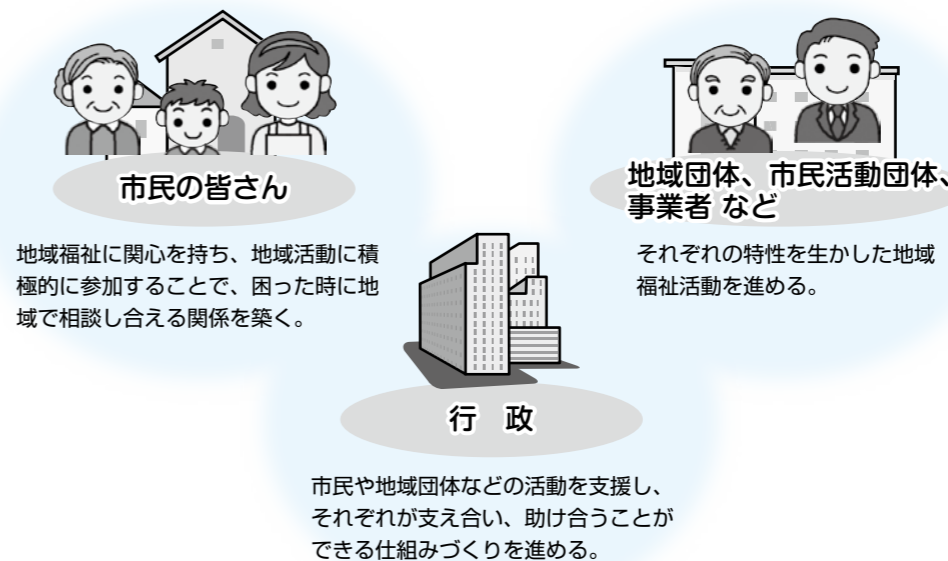 市民の皆さん
地域福祉に関心を持ち、地域活動に積
極的に参加することで、困った時に地
域で相談し合える関係を築く。
地域団体、市民活動団体、
事業者 など
それぞれの特性を生かした地域
福祉活動を進める。
行　政
市民や地域団体などの活動を支援し、
それぞれが支え合い、助け合うことが
できる仕組みづくりを進める。